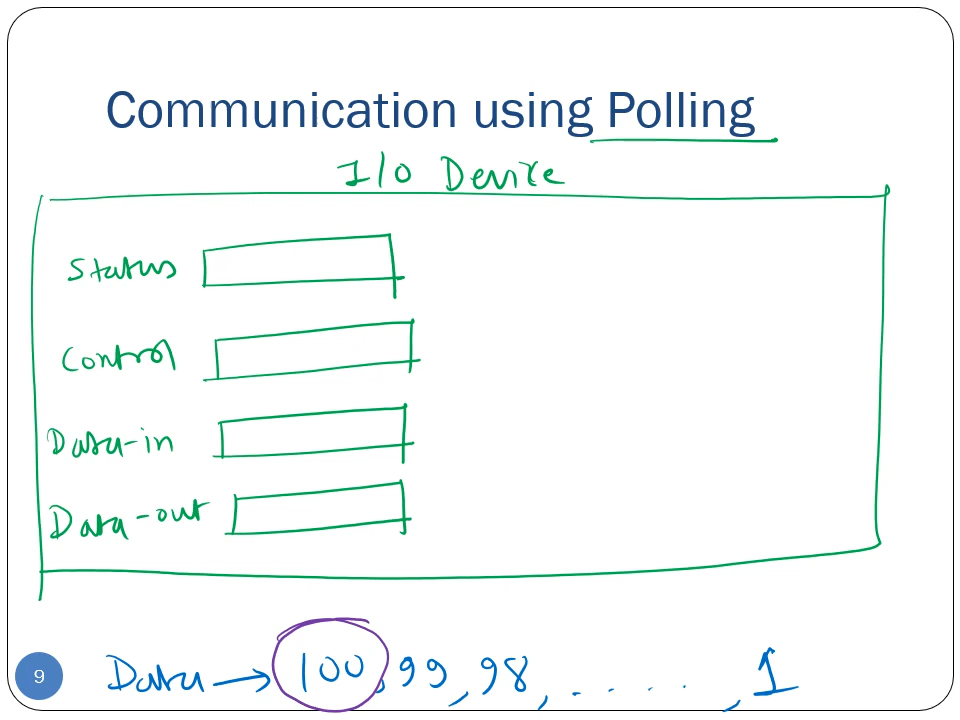 Communication using Polling
I/O Device
Status
Control
Data-in
Data-out
9
Data → 100, 99, 98, ......, 1